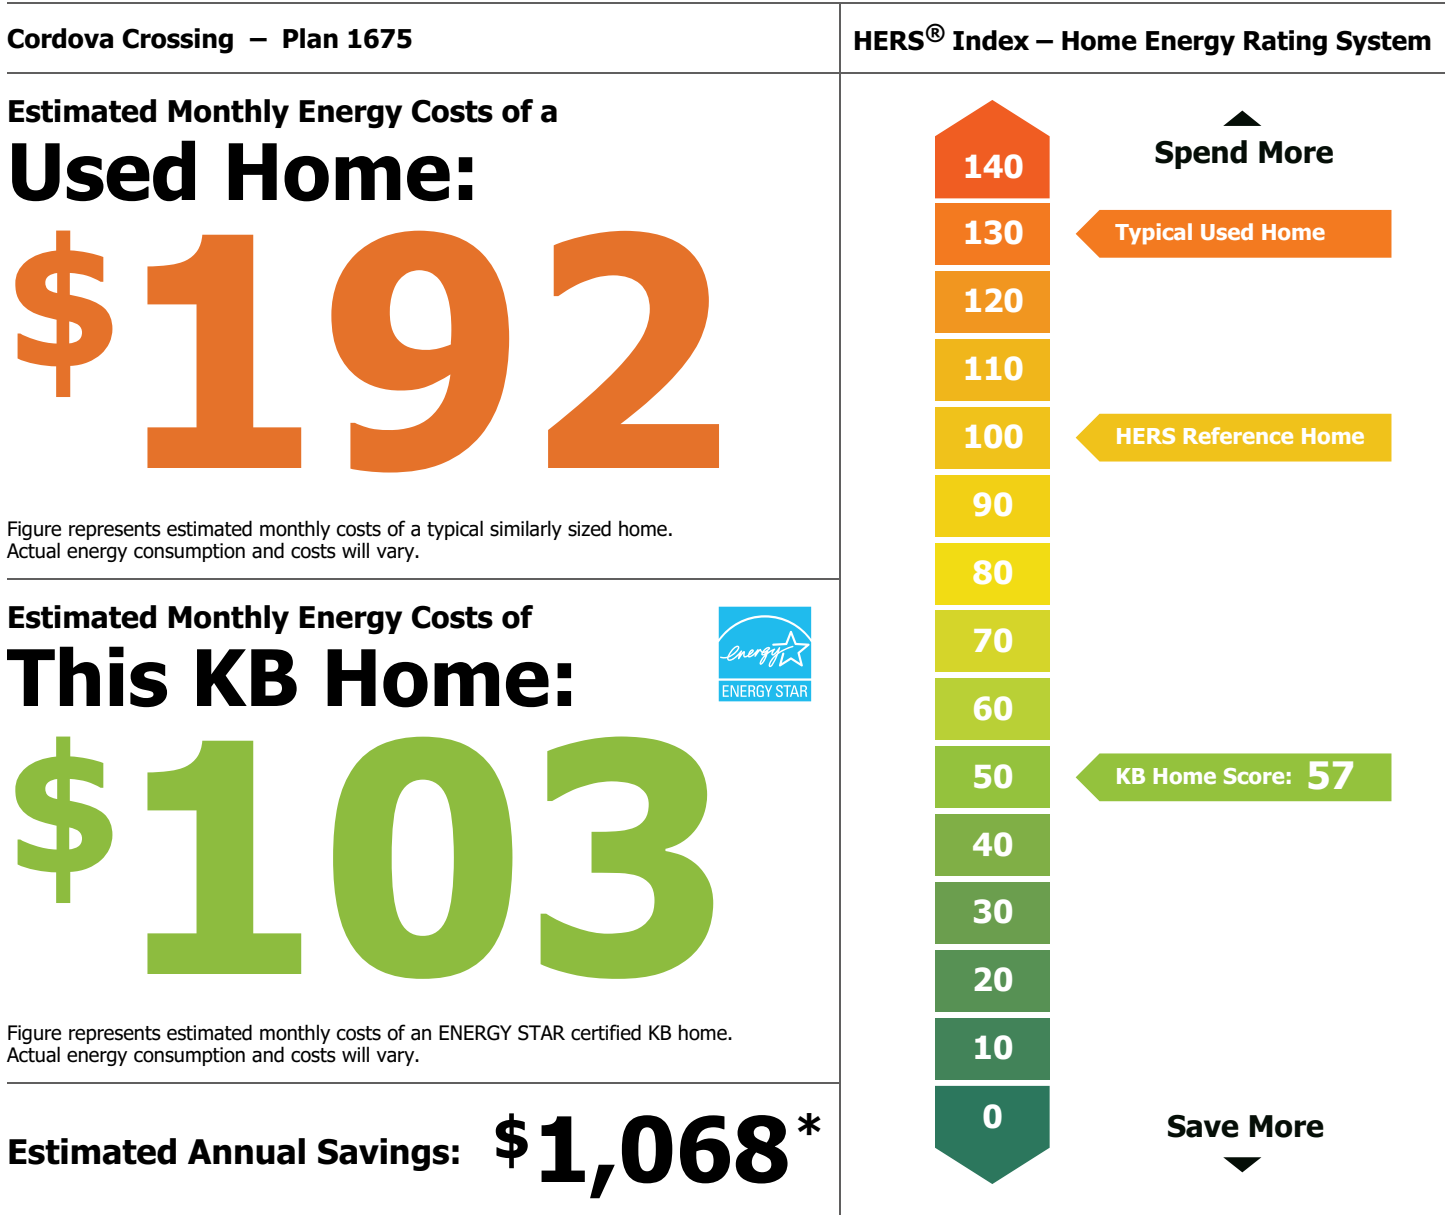 Cordova Crossing – Plan 1675
Estimated Monthly Energy Costs of a
Used Home:
$192
Figure represents estimated monthly costs of a typical similarly sized home.
Actual energy consumption and costs will vary.
Estimated Monthly Energy Costs of
This KB Home:
energy
ENERGY STAR
$103
Figure represents estimated monthly costs of an ENERGY STAR certified KB home.
Actual energy consumption and costs will vary.
Estimated Annual Savings: $1,068*
HERS® Index – Home Energy Rating System
Spend More
140
130 Typical Used Home
120
110
100 HERS Reference Home
90
80
70
60
50 KB Home Score: 57
40
30
20
10
0
Save More